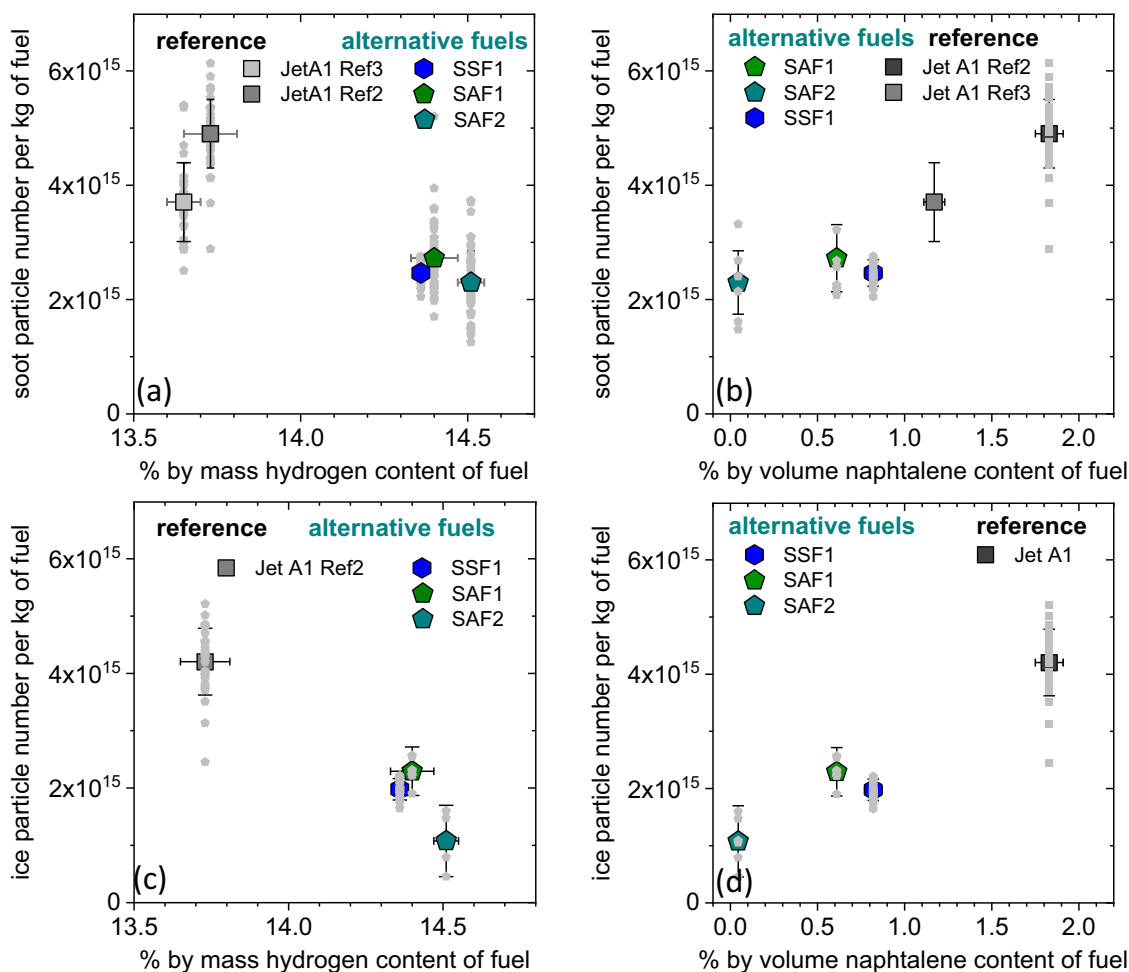 reference alternative fuels
JetA1 Ref3 SSF1
JetA1 Ref2 SAF1
SAF2
6x10^15
4x10^15
2x10^15
0
13.5 14.0 14.5
soot particle number per kg of fuel
% by mass hydrogen content of fuel
(a)
alternative fuels reference
SAF1 Jet A1 Ref2
SAF2 Jet A1 Ref3
SSF1
6x10^15
4x10^15
2x10^15
0
0.0 0.5 1.0 1.5 2.0
soot particle number per kg of fuel
% by volume naphtalene content of fuel
(b)
reference alternative fuels
Jet A1 Ref2 SSF1
SAF1
SAF2
6x10^15
4x10^15
2x10^15
0
13.5 14.0 14.5
ice particle number per kg of fuel
% by mass hydrogen content of fuel
(c)
alternative fuels reference
SSF1 Jet A1
SAF1
SAF2
6x10^15
4x10^15
2x10^15
0
0.0 0.5 1.0 1.5 2.0
ice particle number per kg of fuel
% by volume naphtalene content of fuel
(d)